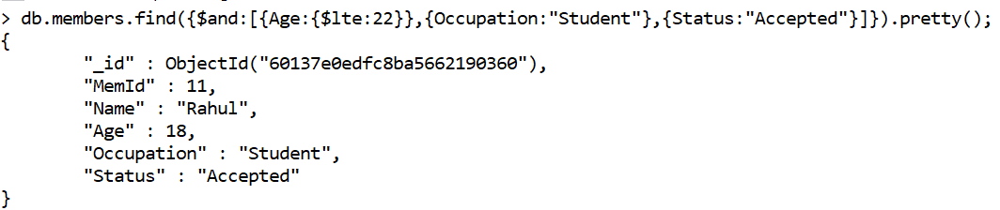 > db.members.find({$and:[{Age:{$lte:22}},{Occupation:"Student"},{Status:"Accepted"}]}).pretty();
{
        "_id" : ObjectId("60137e0edfc8ba5662190360"),
        "MemId" : 11,
        "Name" : "Rahul",
        "Age" : 18,
        "Occupation" : "Student",
        "Status" : "Accepted"
}